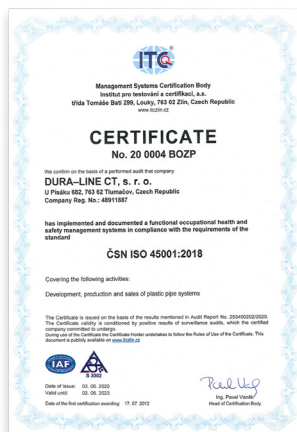 ITC
Management Systems Certification Body
Institut pro testování a certifikaci, a.s.
třída Tomáše Bati 299, Louky, 763 02 Zlín, Czech Republic
www.itczlin.cz
CERTIFICATE
No. 20 0004 BOZP
We confirm on the basis of a performed audit that company
DURA–LINE CT, s. r. o.
U Písáku 682, 763 62 Tlumačov, Czech Republic
Company Reg. No.: 48911887
has implemented and documented a functional occupational health and
safety management systems in compliance with the requirements of the
standard
ČSN ISO 45001:2018
Covering the following activities:
Development, production and sales of plastic pipe systems
The Certificate is issued on the basis of the results mentioned in Audit Report No. 253400202/2020.
The Certificate validity is conditioned by positive results of surveillance audits, which the certified
company committed to undergo.
During use of the Certificate the Certificate Holder undertakes to follow the Rules of Use of the Certificate. This
document is publicly available on www.itczlin.cz
IAF
S 3002
Date of issue: 03. 06. 2020
Valid until: 02. 06. 2023
Date of the first certification awarding: 17. 07. 2012
Ing. Pavel Vaněk
Head of Certification Body